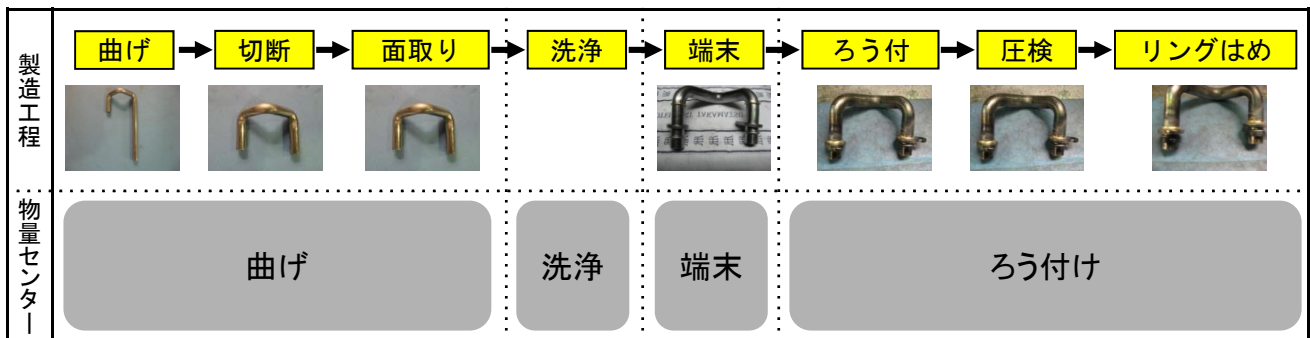 製造工程
曲げ
切断
面取り
洗浄
端末
ろう付
圧検
リングはめ
物量センター
曲げ
洗浄
端末
ろう付け